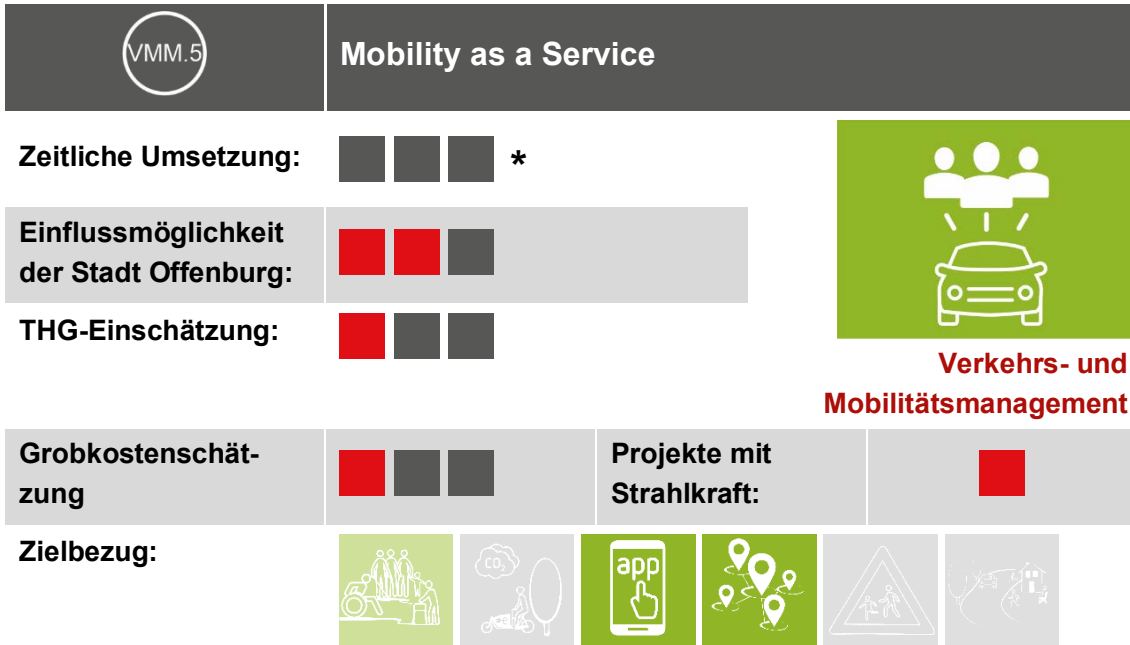 VMM.5
Mobility as a Service
Zeitliche Umsetzung:
*
Einflussmöglichkeit
der Stadt Offenburg:
THG-Einschätzung:
Verkehrs- und
Mobilitätsmanagement
Grobkostenschät-
zung
Projekte mit
Strahlkraft:
Zielbezug:
CO₂
app